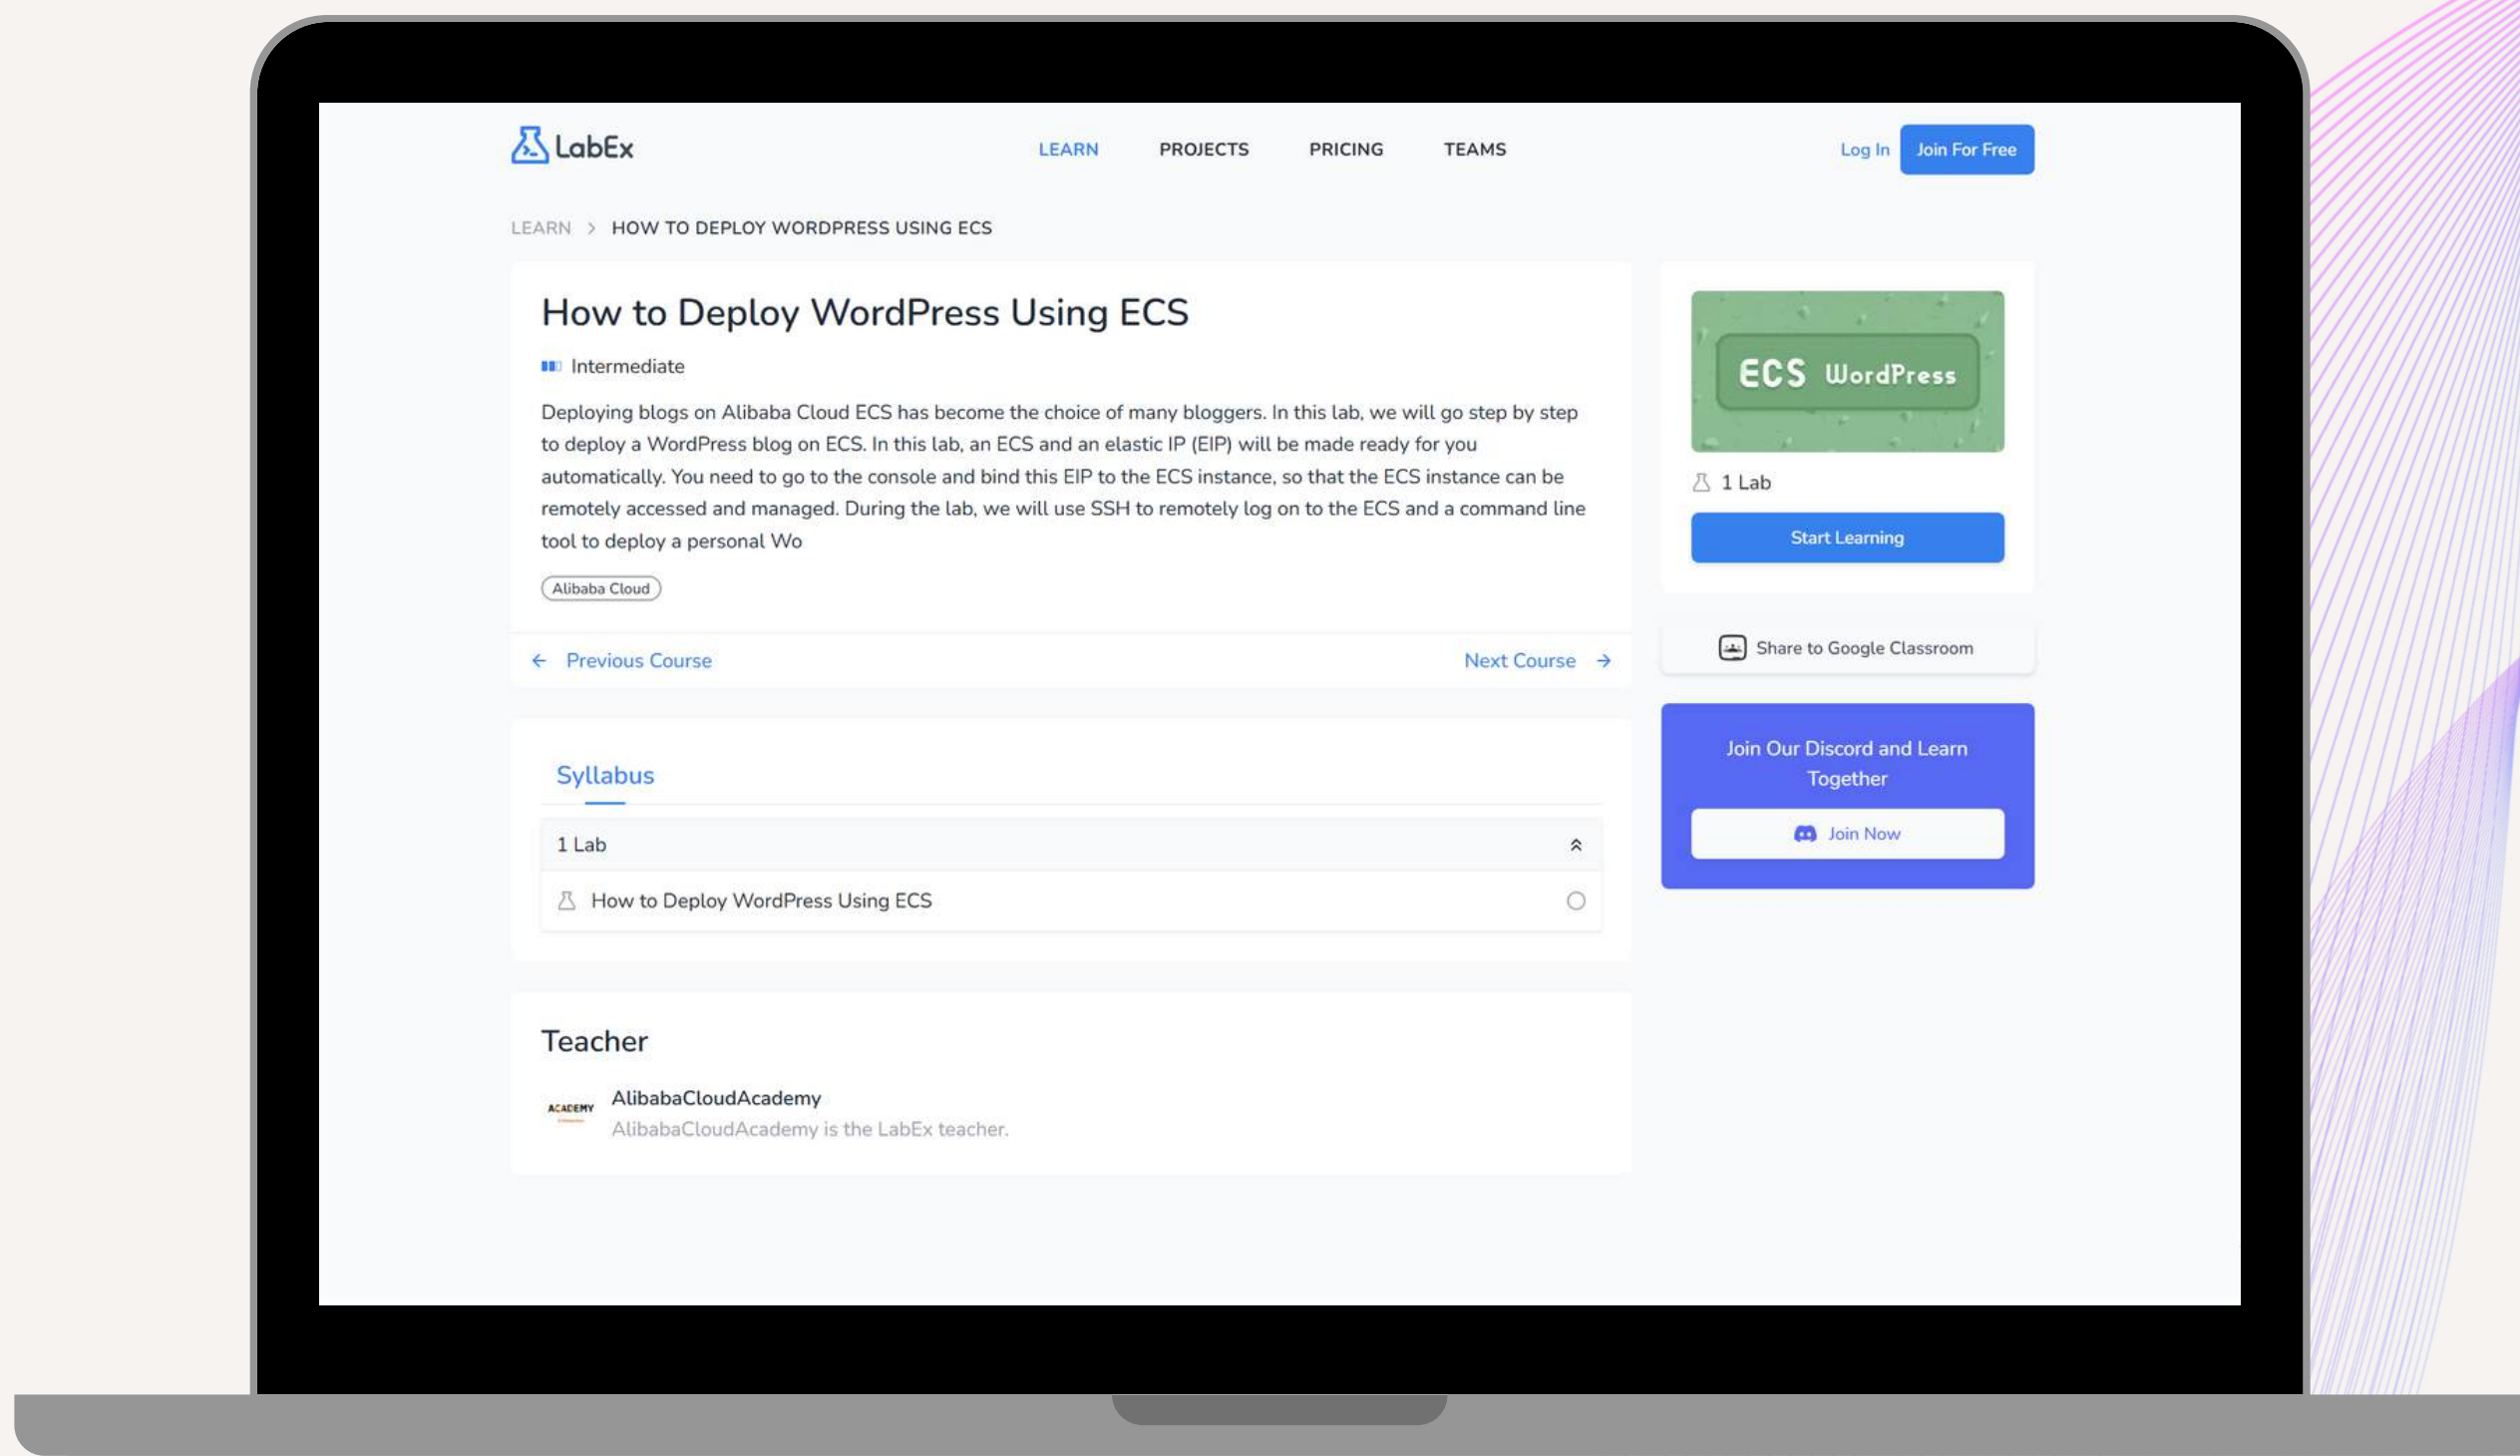 LabEx
LEARN
PROJECTS
PRICING
TEAMS
Log In
Join For Free
LEARN > HOW TO DEPLOY WORDPRESS USING ECS
How to Deploy WordPress Using ECS
Intermediate
Deploying blogs on Alibaba Cloud ECS has become the choice of many bloggers. In this lab, we will go step by step
to deploy a WordPress blog on ECS. In this lab, an ECS and an elastic IP (EIP) will be made ready for you
automatically. You need to go to the console and bind this EIP to the ECS instance, so that the ECS instance can be
remotely accessed and managed. During the lab, we will use SSH to remotely log on to the ECS and a command line
tool to deploy a personal Wo
Alibaba Cloud
Previous Course
Next Course
ECS WordPress
1 Lab
Start Learning
Share to Google Classroom
Join Our Discord and Learn
Together
Join Now
Syllabus
1 Lab
How to Deploy WordPress Using ECS
Teacher
ACADEMY
AlibabaCloudAcademy
AlibabaCloudAcademy is the LabEx teacher.